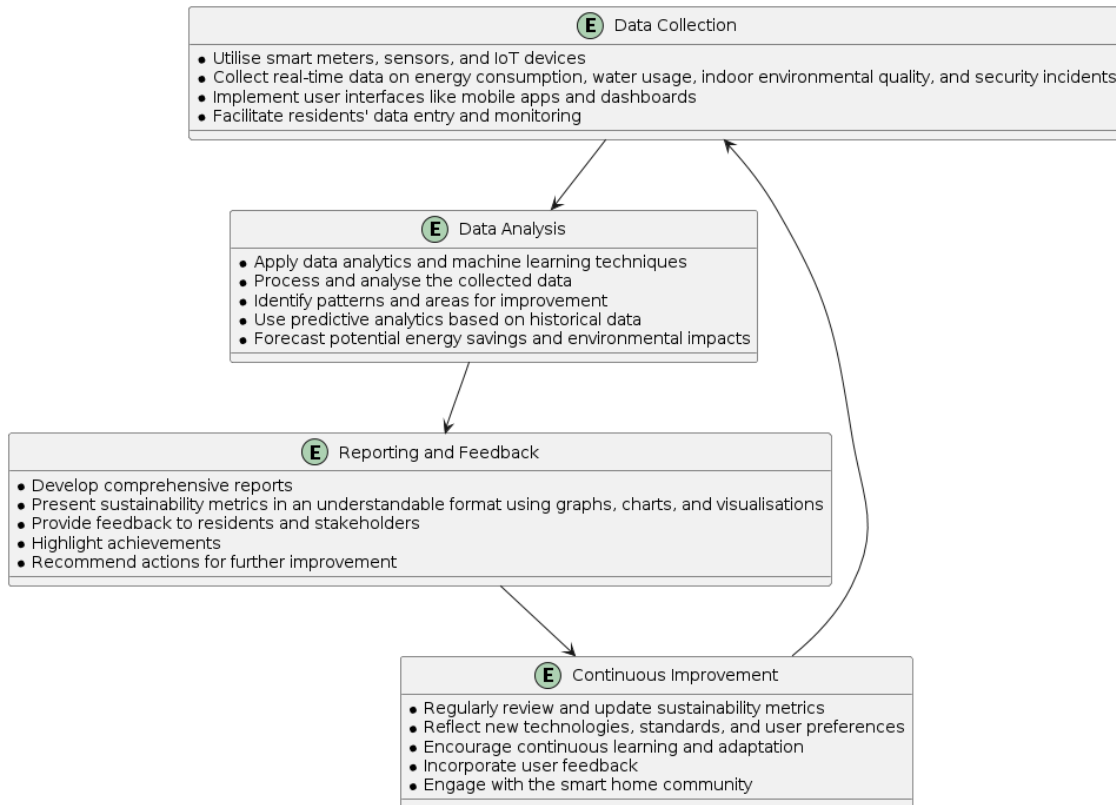 E Data Collection
• Utilise smart meters, sensors, and IoT devices
• Collect real-time data on energy consumption, water usage, indoor environmental quality, and security incidents
• Implement user interfaces like mobile apps and dashboards
• Facilitate residents' data entry and monitoring
E Data Analysis
• Apply data analytics and machine learning techniques
• Process and analyse the collected data
• Identify patterns and areas for improvement
• Use predictive analytics based on historical data
• Forecast potential energy savings and environmental impacts
E Reporting and Feedback
• Develop comprehensive reports
• Present sustainability metrics in an understandable format using graphs, charts, and visualisations
• Provide feedback to residents and stakeholders
• Highlight achievements
• Recommend actions for further improvement
E Continuous Improvement
• Regularly review and update sustainability metrics
• Reflect new technologies, standards, and user preferences
• Encourage continuous learning and adaptation
• Incorporate user feedback
• Engage with the smart home community